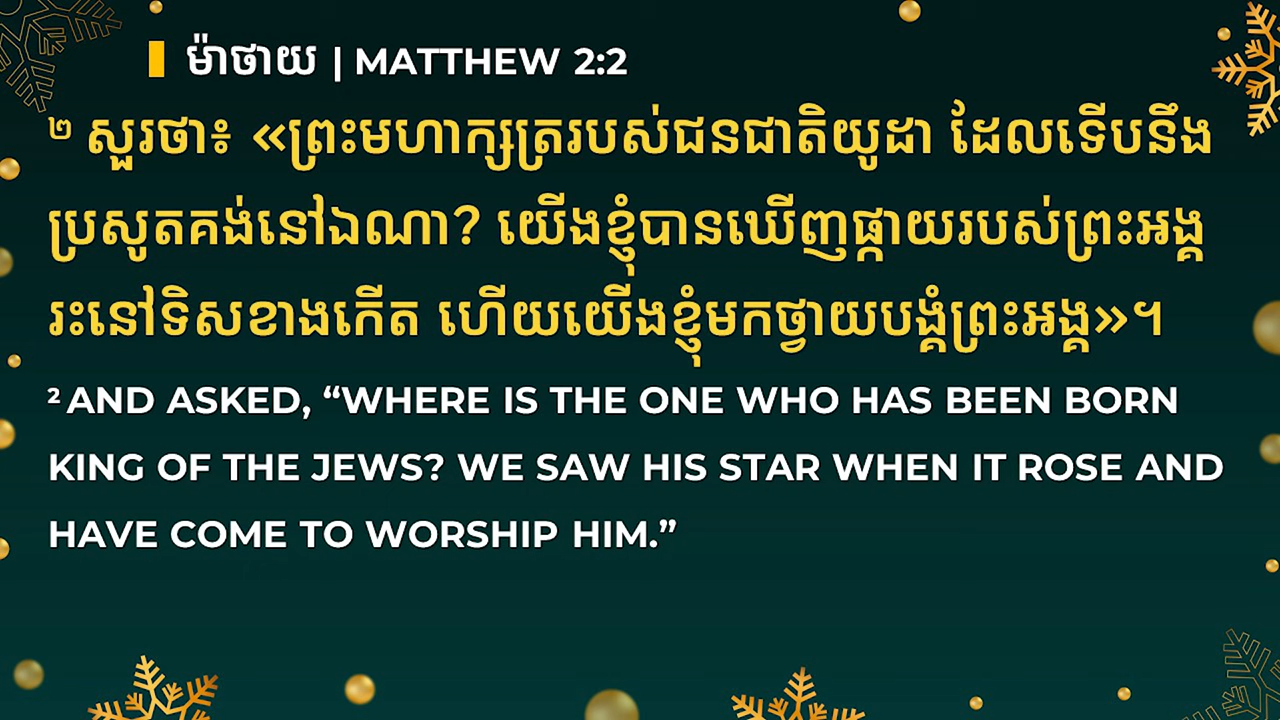 ម៉ាថាយ | MATTHEW 2:2
២ សួរថា៖ «ព្រះមហាក្សត្ររបស់ជនជាតិយូដា ដែលទើបនឹង
ប្រសូតគង់នៅឯណា? យើងខ្ញុំបានឃើញផ្កាយរបស់ព្រះអង្គ
រះនៅទិសខាងកើត ហើយយើងខ្ញុំមកថ្វាយបង្គំព្រះអង្គ»។
² AND ASKED, “WHERE IS THE ONE WHO HAS BEEN BORN
KING OF THE JEWS? WE SAW HIS STAR WHEN IT ROSE AND
HAVE COME TO WORSHIP HIM.”